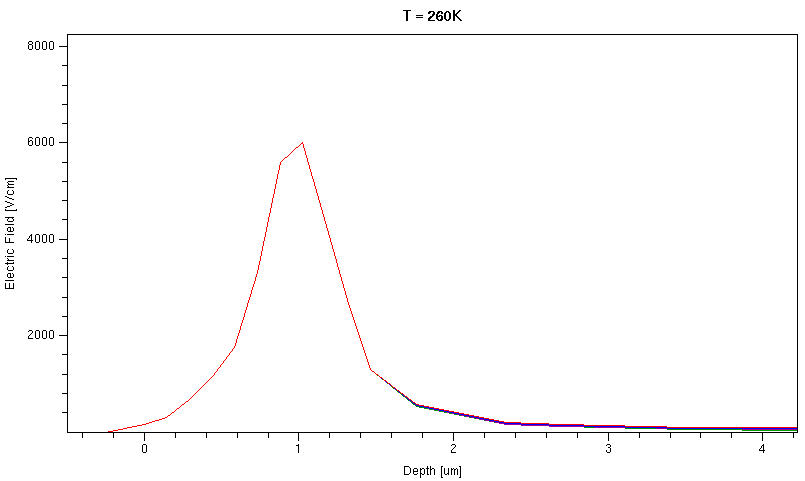 T = 260K
8000
6000
4000
2000
Electric Field [V/cm]
0 1 2 3 4
Depth [um]